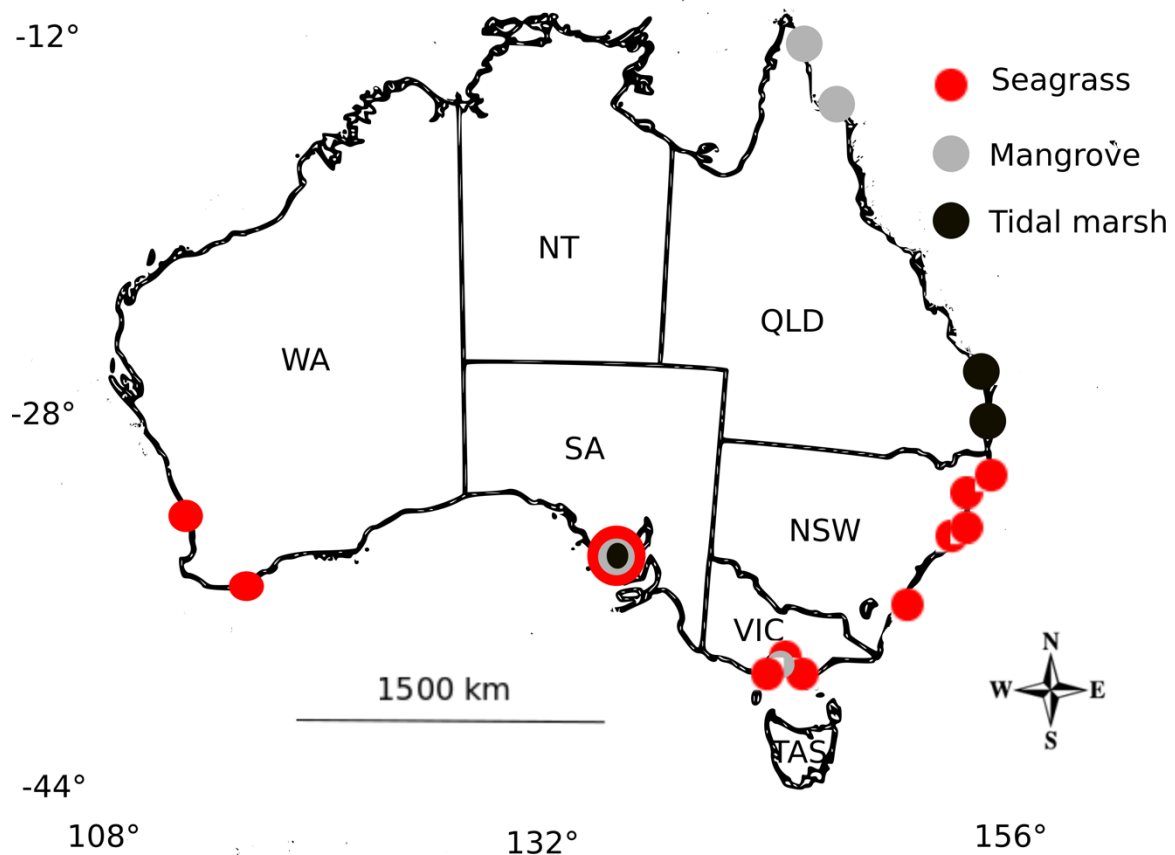 -12°
Seagrass
Mangrove
Tidal marsh
NT
QLD
WA
-28°
SA
NSW
VIC
1500 km
N
W E
S
TAS
-44°
108° 132° 156°